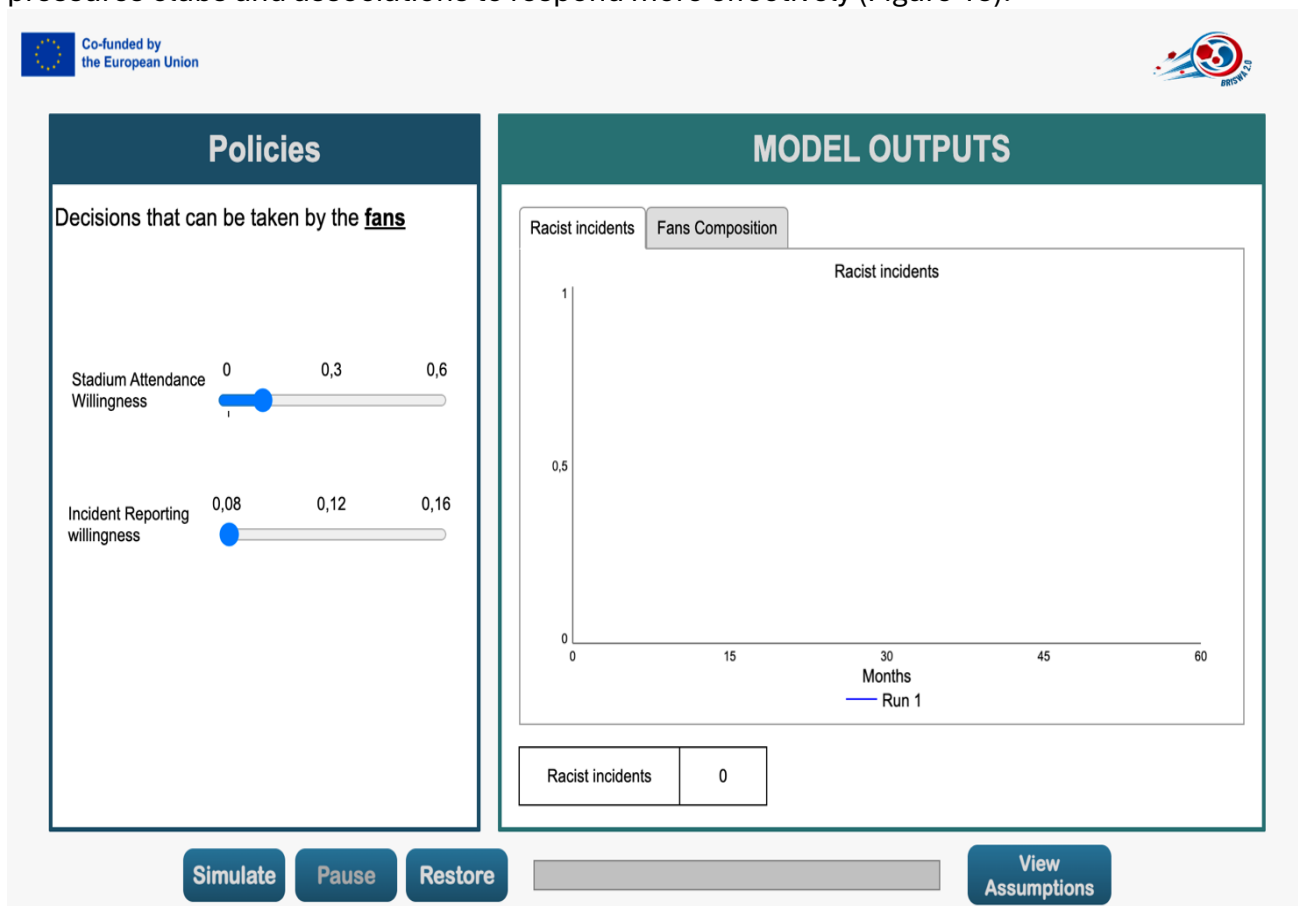 Co-funded by
the European Union
BRISWA 2.0
Policies
Decisions that can be taken by the fans
Stadium Attendance
Willingness
0 0,3 0,6
Incident Reporting
willingness
0,08 0,12 0,16
MODEL OUTPUTS
Racist incidents Fans Composition
Racist incidents
1
0,5
0
0 15 30 45 60
Months
Run 1
Racist incidents 0
Simulate Pause Restore
View
Assumptions